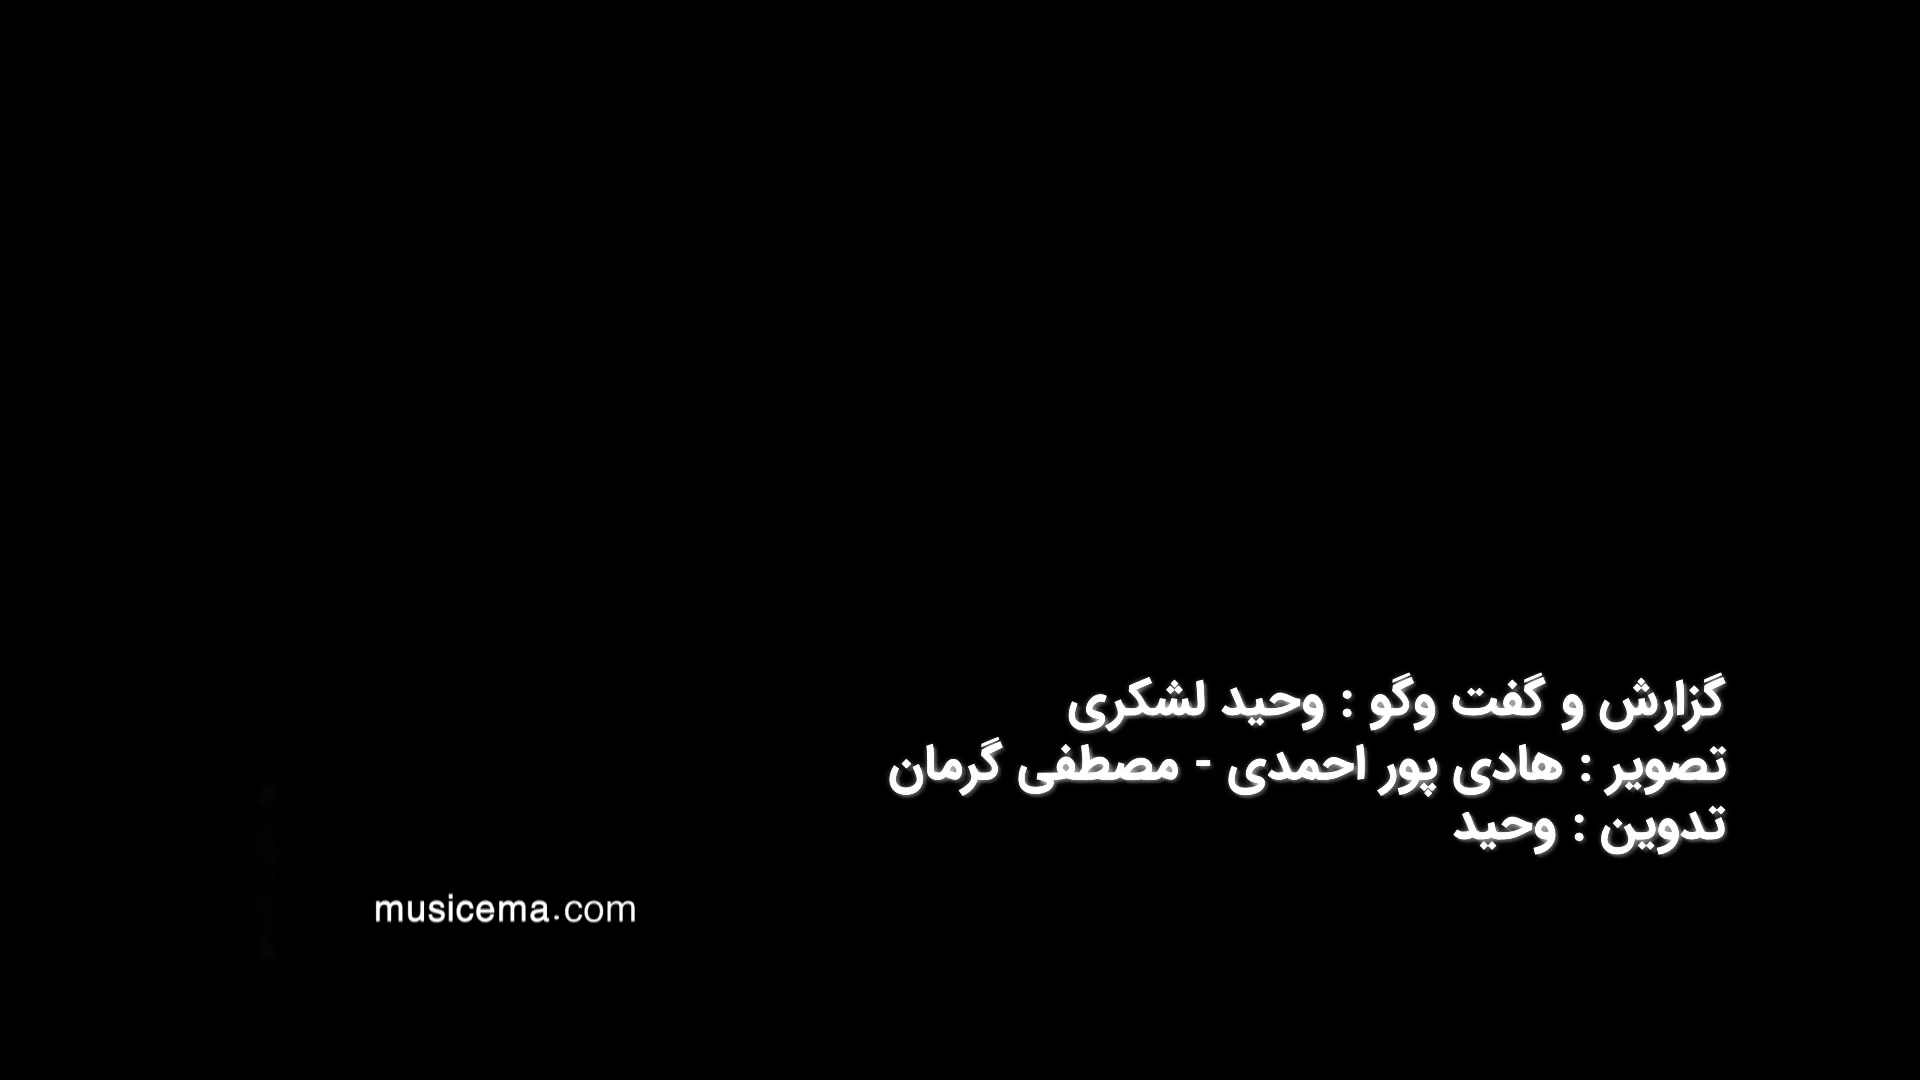 گزارش و گفت وگو : وحید لشکری
تصویر : هادی پور احمدی - مصطفی گرمان
تدوین : وحید
musicema.com